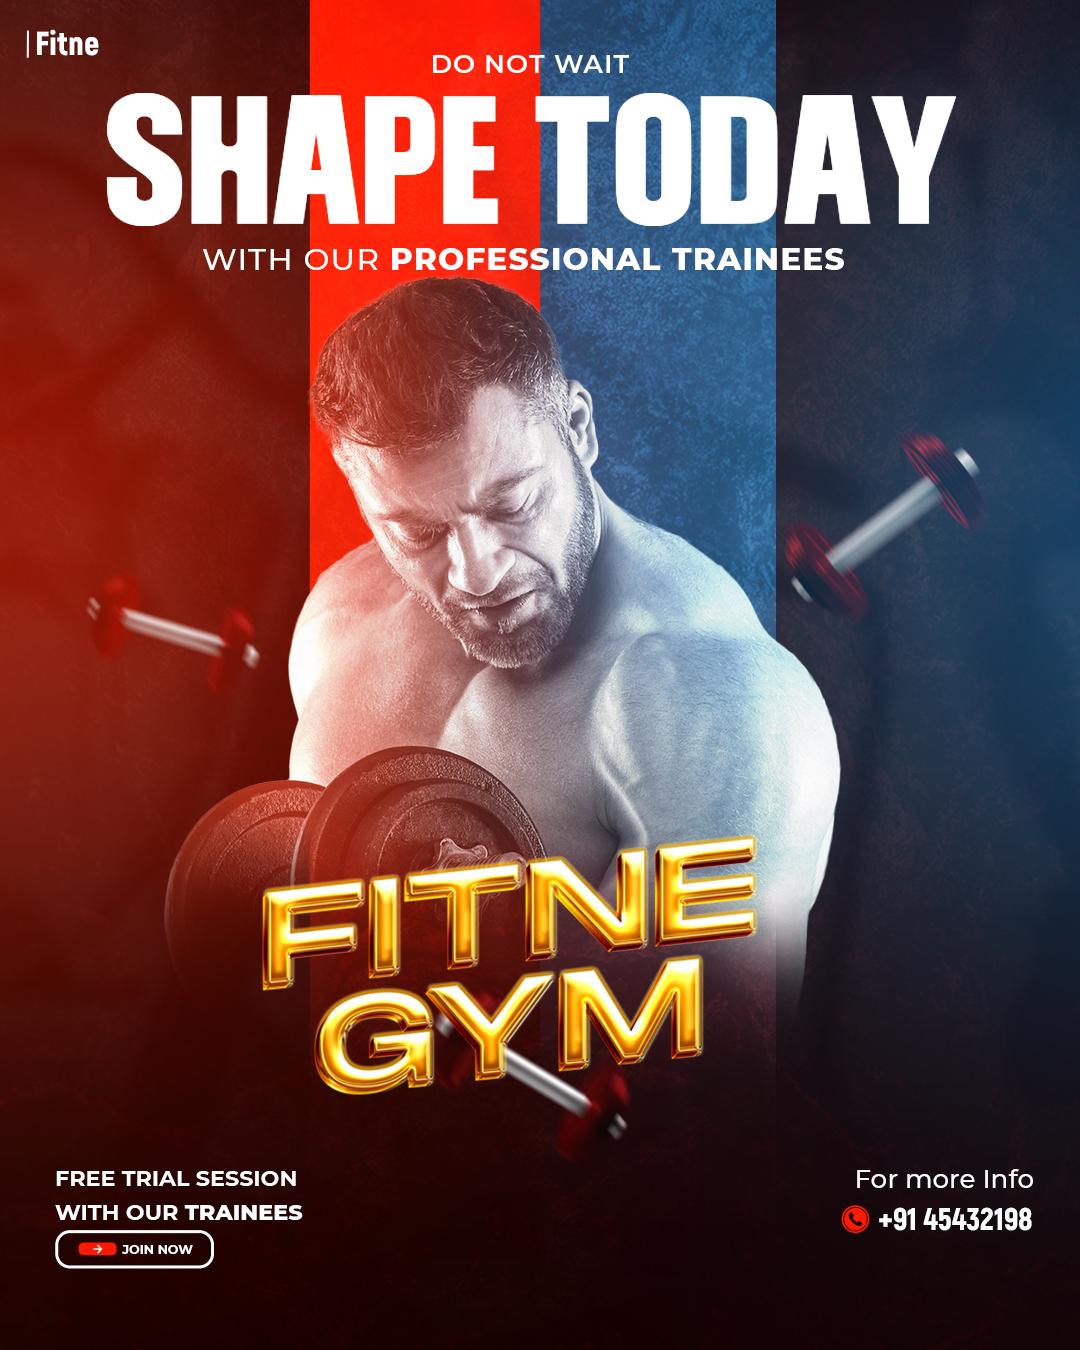 Fitne
DO NOT WAIT
SHAPE TODAY
WITH OUR PROFESSIONAL TRAINEES
FITNE
GYM
FREE TRIAL SESSION
WITH OUR TRAINEES
JOIN NOW
For more Info
+91 45432198